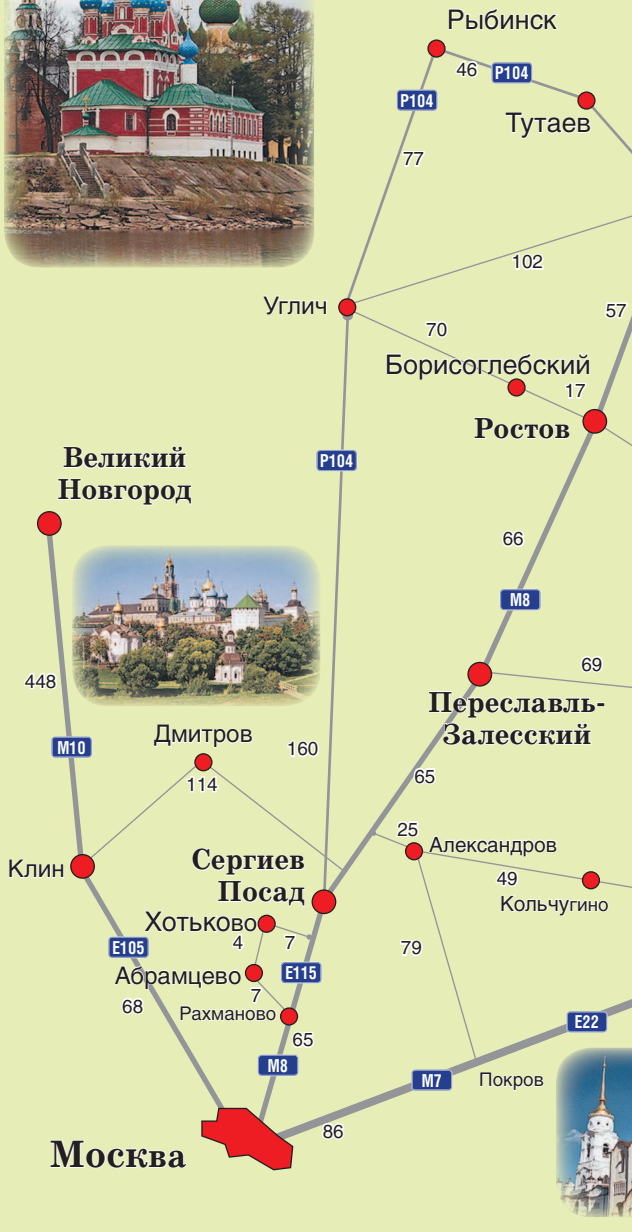 Рыбинск
46
Р104
Р104
Тутаев
77
102
Углич
57
70
Борисоглебский
17
Ростов
Великий
Новгород
Р104
66
М8
448
69
Переславль-
Залесский
Дмитров
М10
160
114
65
25
Александров
Сергиев
Посад
Клин
49
Кольчугино
Хотьково
4
7
79
Е105
Абрамцево
Е115
7
68
Рахманово
65
Е22
М8
М7
Покров
86
Москва